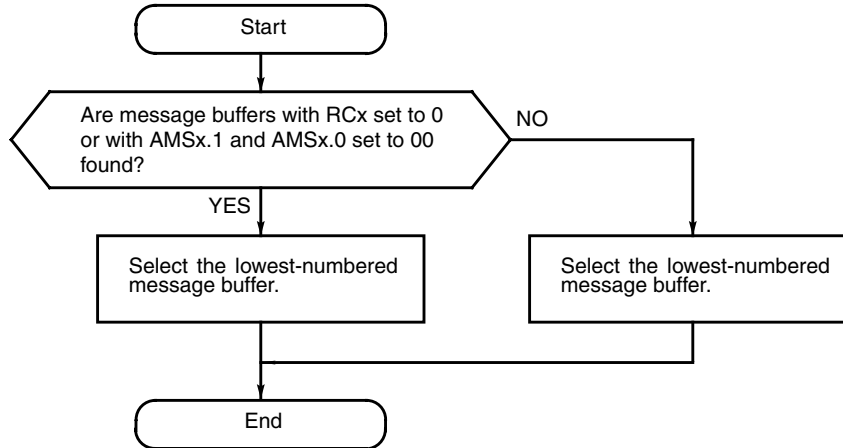 Start
Are message buffers with RCx set to 0
or with AMSx.1 and AMSx.0 set to 00
found?
NO
YES
Select the lowest-numbered
message buffer.
Select the lowest-numbered
message buffer.
End